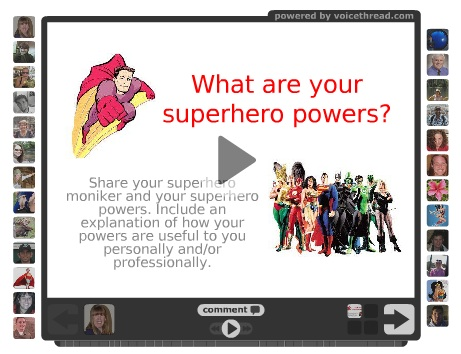 powered by voicethread.com
What are your
superhero powers?
Share your superhero
moniker and your superhero
powers. Include an
explanation of how your
powers are useful to you
personally and/or
professionally.
comment